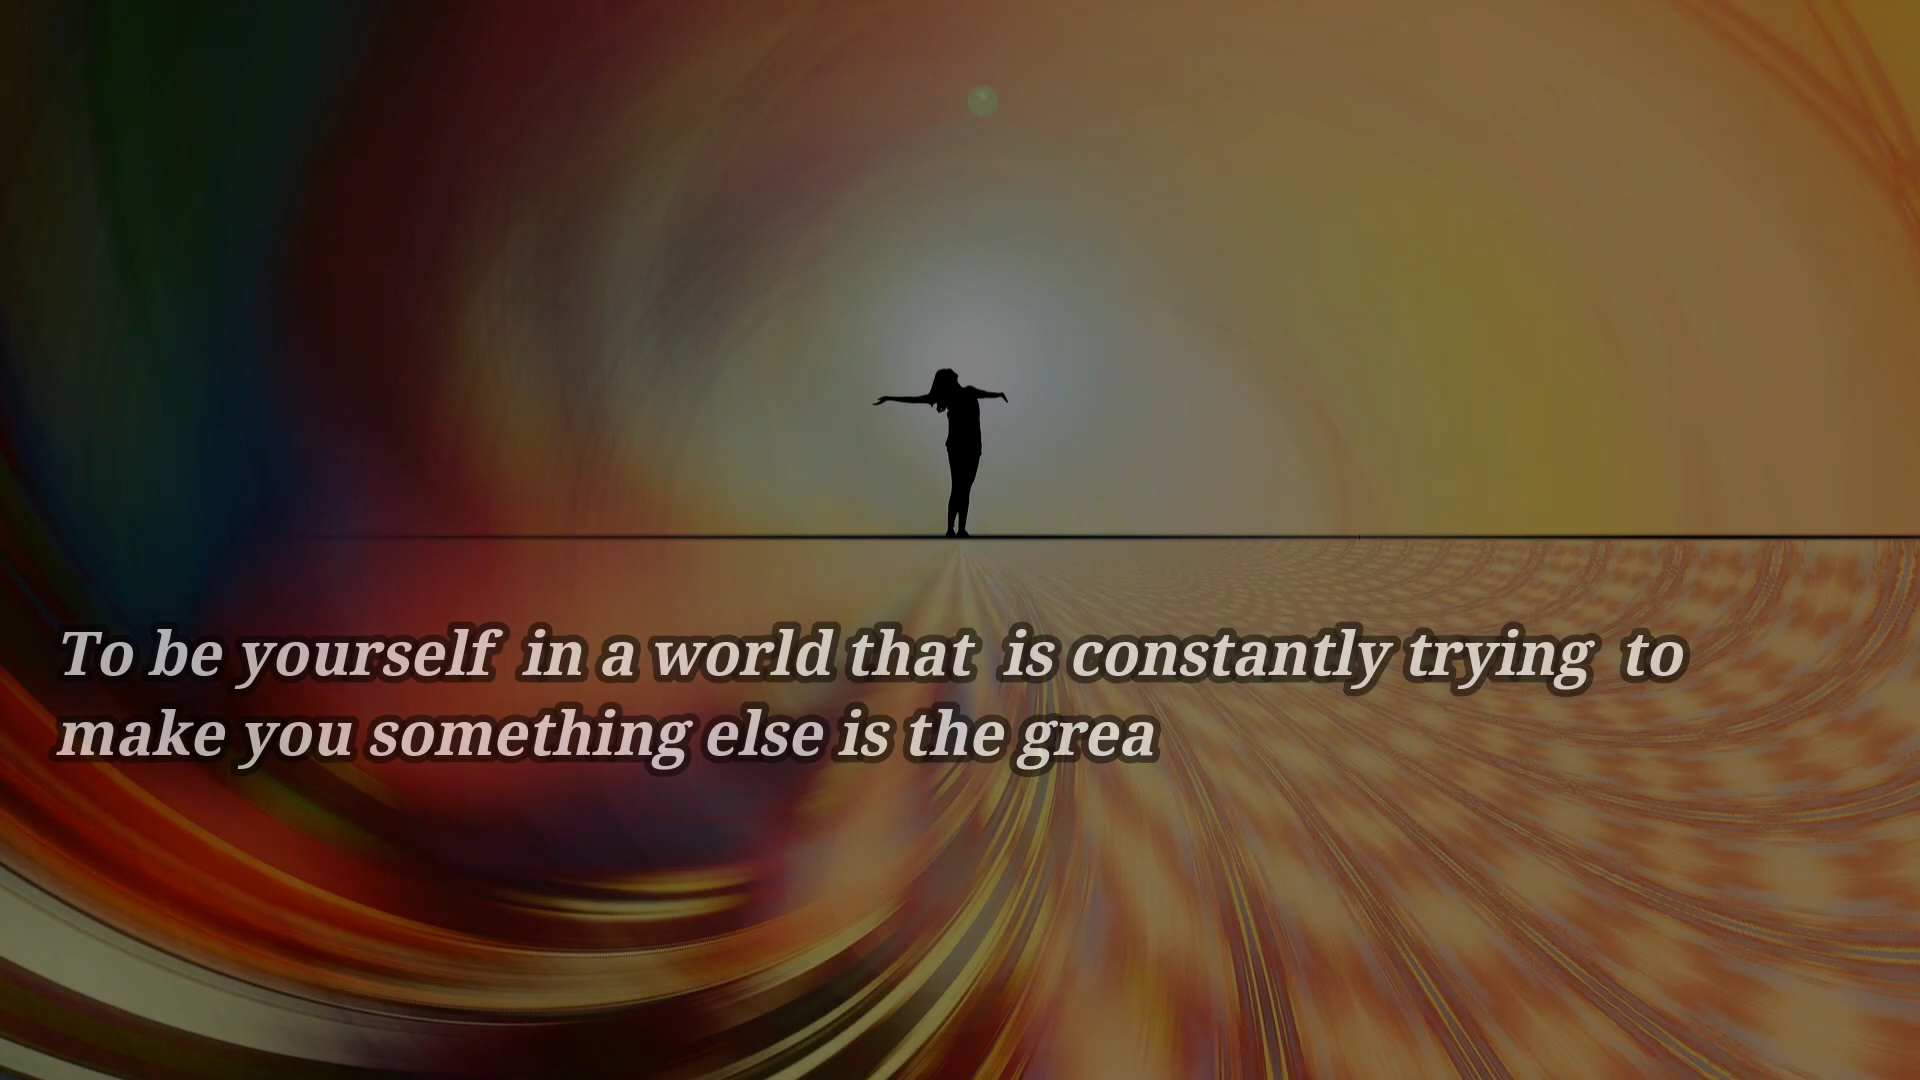 To be yourself in a world that is constantly trying to
make you something else is the grea